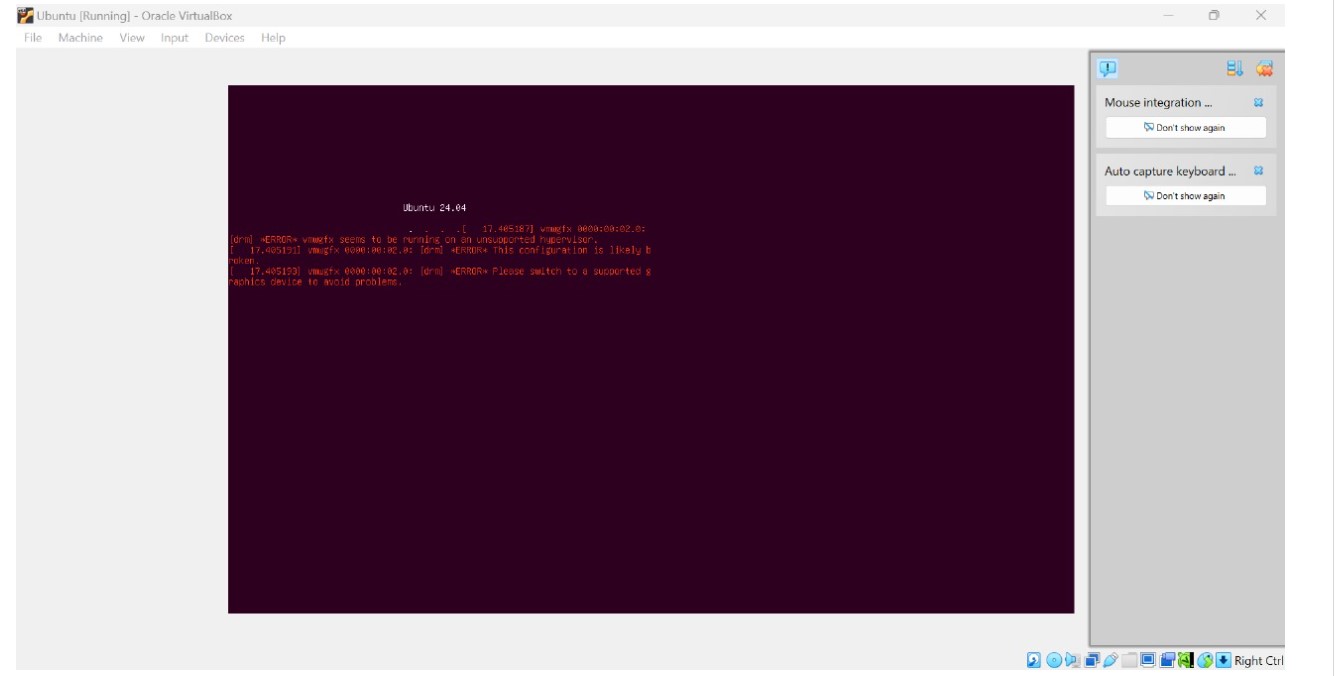 Ubuntu [Running] - Oracle VirtualBox
File Machine View Input Devices Help
Mouse integration ...
Don't show again
Auto capture keyboard ...
Don't show again
Ubuntu 24.04
. . . .[ 17.405187] vmwgfx 0000:00:02.0:
[drm] *ERROR* vmwgfx seems to be running on an unsupported hypervisor.
[ 17.405191] vmwgfx 0000:00:02.0: [drm] *ERROR* This configuration is likely b
roken.
[ 17.405193] vmwgfx 0000:00:02.0: [drm] *ERROR* Please switch to a supported g
raphics device to avoid problems.
Right Ctrl